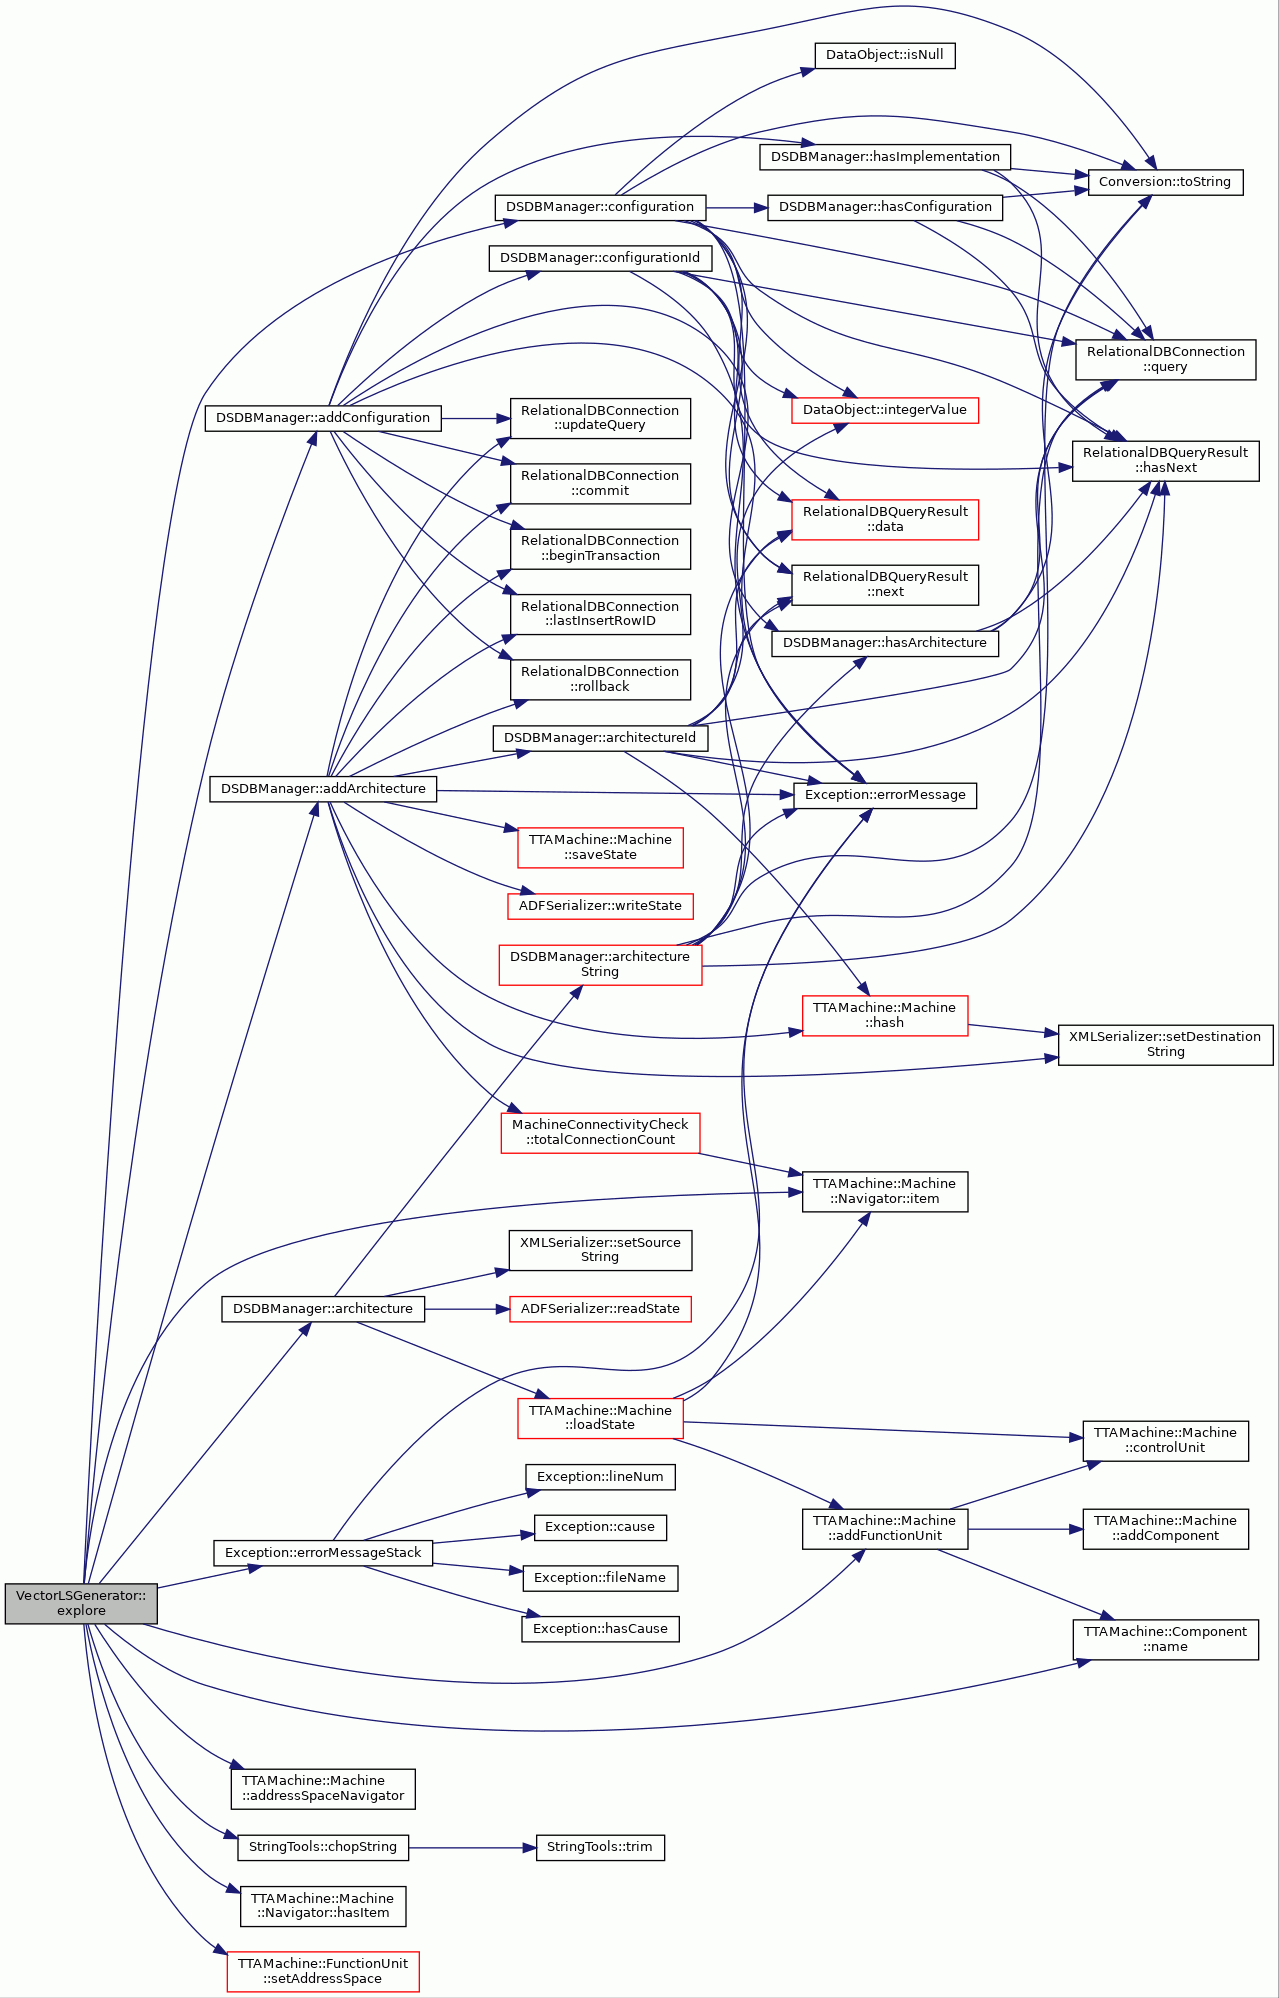 DataObject::isNull
DSDBManager::hasImplementation
Conversion::toString
DSDBManager::configuration
DSDBManager::hasConfiguration
DSDBManager::configurationId
RelationalDBConnection
::query
DSDBManager::addConfiguration
RelationalDBConnection
::updateQuery
DataObject::integerValue
RelationalDBQueryResult
::hasNext
RelationalDBConnection
::commit
RelationalDBQueryResult
::data
RelationalDBConnection
::beginTransaction
RelationalDBQueryResult
::next
RelationalDBConnection
::lastInsertRowID
DSDBManager::hasArchitecture
RelationalDBConnection
::rollback
DSDBManager::architectureId
DSDBManager::addArchitecture
Exception::errorMessage
TTAMachine::Machine
::saveState
ADFSerializer::writeState
DSDBManager::architecture
String
TTAMachine::Machine
::hash
XMLSerializer::setDestination
String
MachineConnectivityCheck
::totalConnectionCount
TTAMachine::Machine
::Navigator::item
XMLSerializer::setSource
String
DSDBManager::architecture
ADFSerializer::readState
TTAMachine::Machine
::loadState
TTAMachine::Machine
::controlUnit
Exception::lineNum
Exception::cause
TTAMachine::Machine
::addFunctionUnit
TTAMachine::Machine
::addComponent
Exception::errorMessageStack
Exception::fileName
VectorLSGenerator::
explore
Exception::hasCause
TTAMachine::Component
::name
TTAMachine::Machine
::addressSpaceNavigator
StringTools::chopString
StringTools::trim
TTAMachine::Machine
::Navigator::hasItem
TTAMachine::FunctionUnit
::setAddressSpace